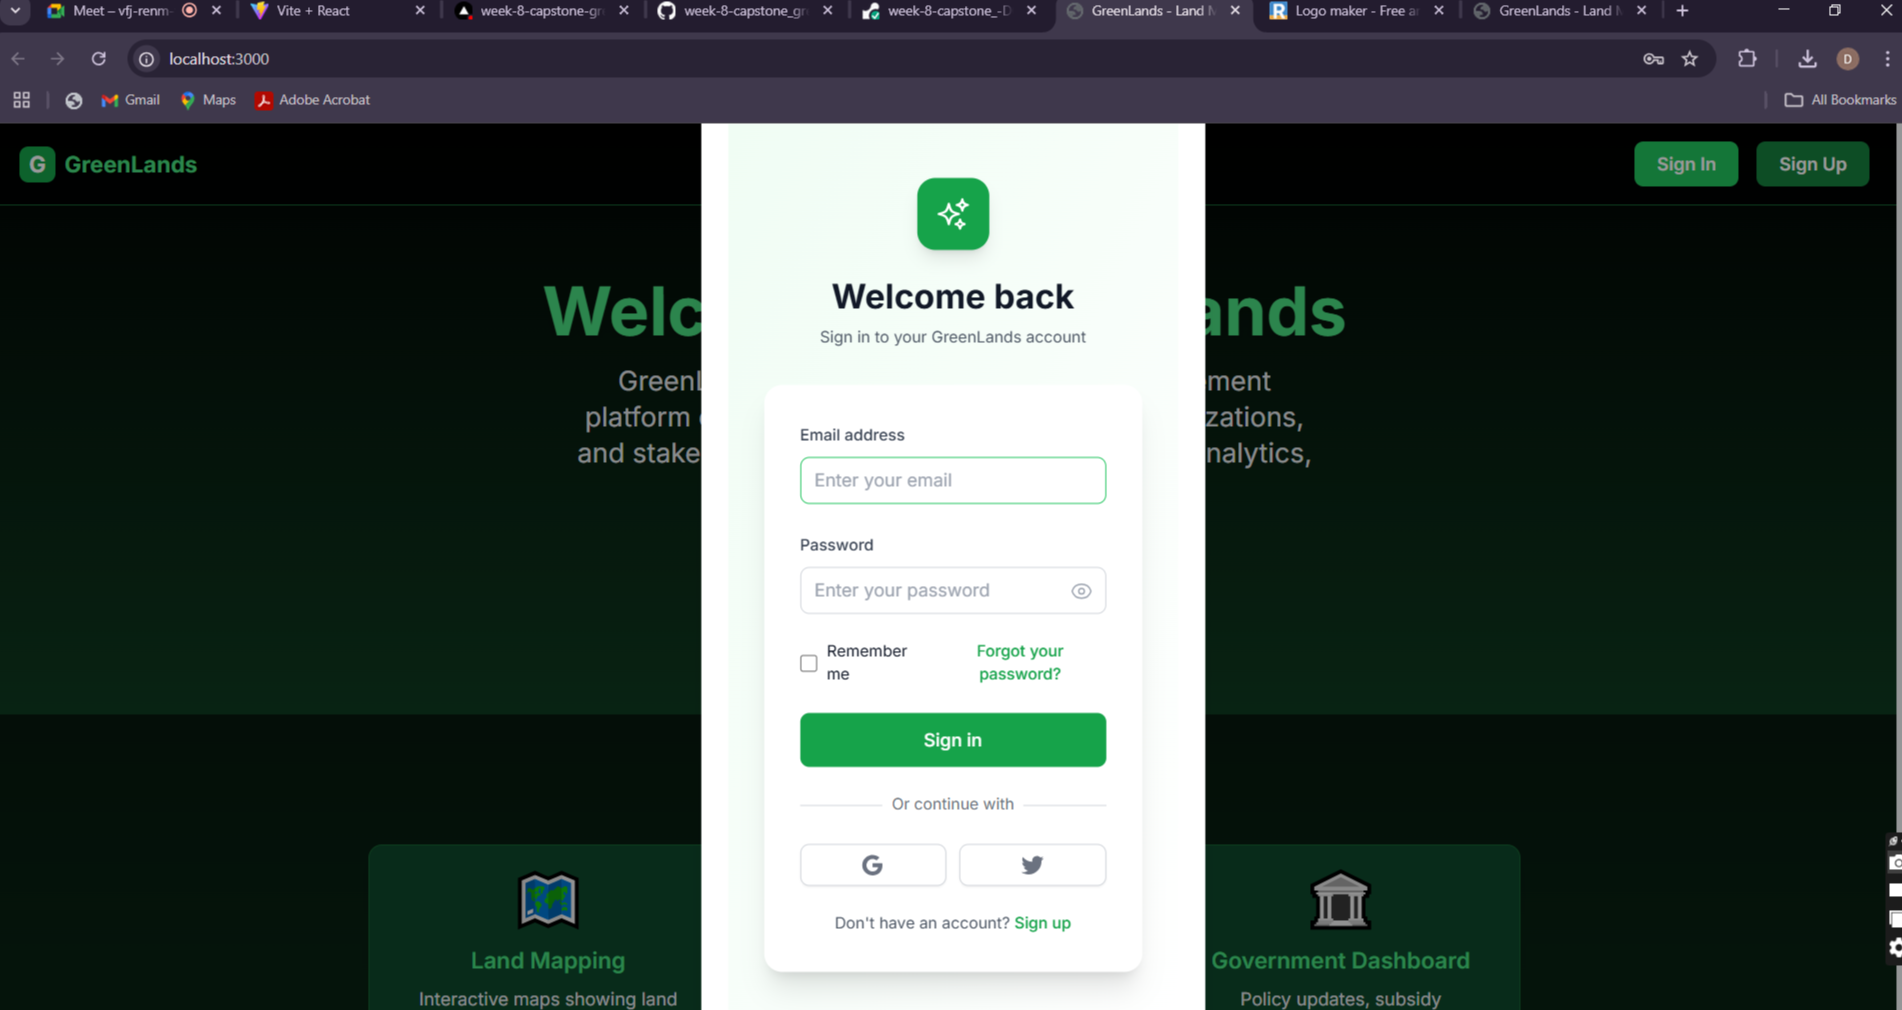 Meet – vfj-renm-
Vite + React
week-8-capstone-gr
week-8-capstone_gr
week-8-capstone_-D
GreenLands - Land M
Logo maker - Free a
GreenLands - Land M
localhost:3000
D
Gmail
Maps
Adobe Acrobat
All Bookmarks
G GreenLands
Sign In
Sign Up
Welc
ands
GreenL
ment
platform
zations,
and stake
nalytics,
Welcome back
Sign in to your GreenLands account
Email address
Enter your email
Password
Enter your password
Remember
me
Forgot your
password?
Sign in
Or continue with
G
Don't have an account? Sign up
Land Mapping
Interactive maps showing land
Government Dashboard
Policy updates, subsidy